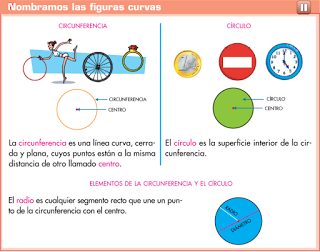 Nombramos las figuras curvas
CIRCUNFERENCIA
CIRCUNFERENCIA
CENTRO
La circunferencia es una línea curva, cerra-
da y plana, cuyos puntos están a la misma
distancia de otro llamado centro.
CÍRCULO
CÍRCULO
CENTRO
El círculo es la superficie interior de la cir-
cunferencia.
ELEMENTOS DE LA CIRCUNFERENCIA Y EL CÍRCULO
El radio es cualquier segmento recto que une un pun-
to de la circunferencia con el centro.
RADIO
DIÁMETRO